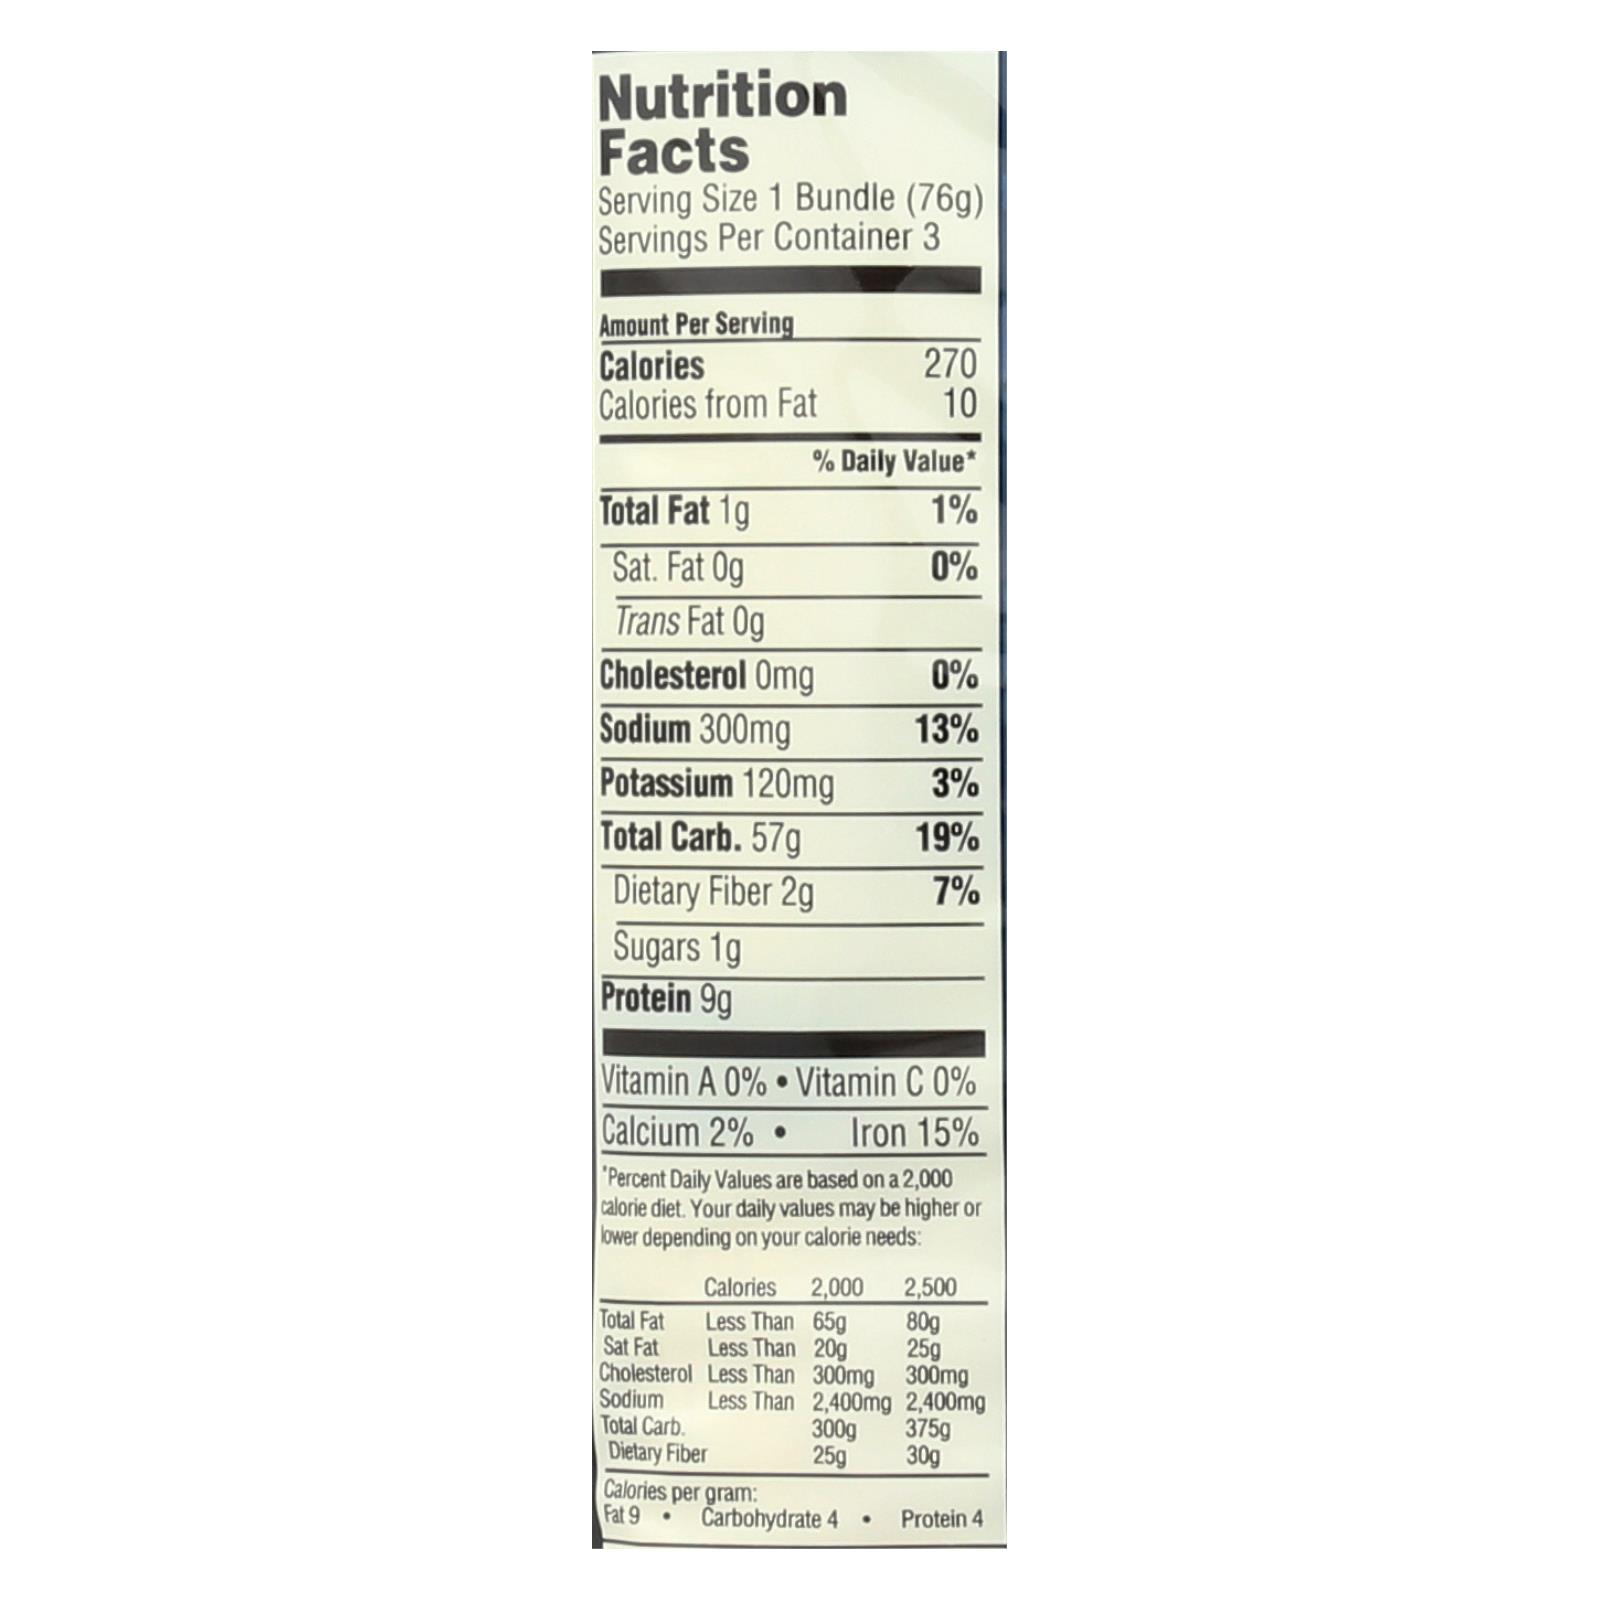 Nutrition
Facts
Serving Size 1 Bundle (76g)
Servings Per Container 3
Amount Per Serving
Calories 270
Calories from Fat 10
% Daily Value*
Total Fat 1g 1%
Sat. Fat 0g 0%
Trans Fat 0g
Cholesterol 0mg 0%
Sodium 300mg 13%
Potassium 120mg 3%
Total Carb. 57g 19%
Dietary Fiber 2g 7%
Sugars 1g
Protein 9g
Vitamin A 0% • Vitamin C 0%
Calcium 2% • Iron 15%
*Percent Daily Values are based on a 2,000
calorie diet. Your daily values may be higher or
lower depending on your calorie needs:
Calories 2,000 2,500
Total Fat Less Than 65g 80g
Sat Fat Less Than 20g 25g
Cholesterol Less Than 300mg 300mg
Sodium Less Than 2,400mg 2,400mg
Total Carb. 300g 375g
Dietary Fiber 25g 30g
Calories per gram:
Fat 9 • Carbohydrate 4 • Protein 4